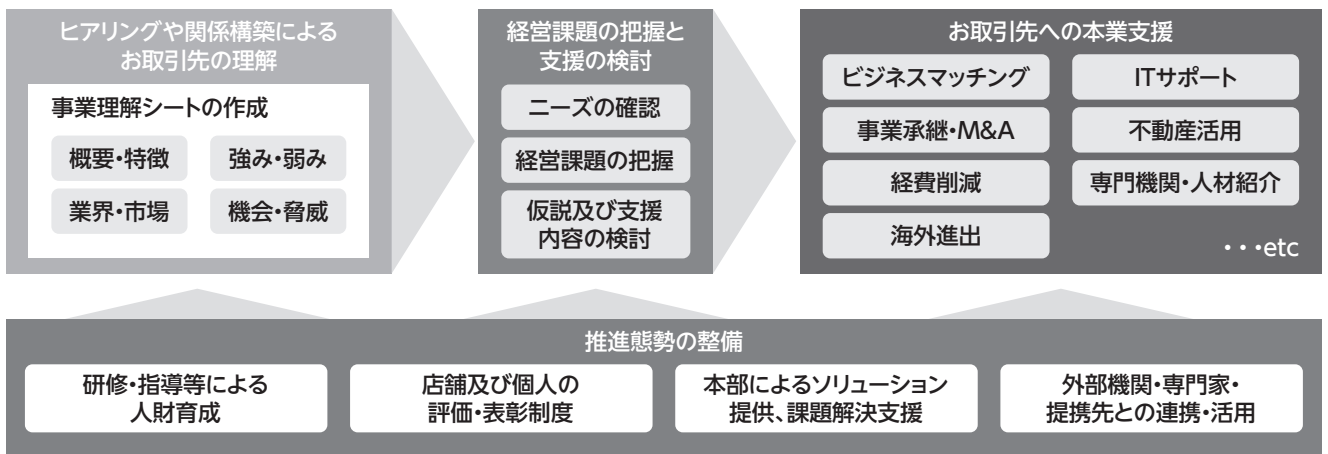 ヒアリングや関係構築による
お取引先の理解
事業理解シートの作成
概要・特徴
強み・弱み
業界・市場
機会・脅威
経営課題の把握と
支援の検討
ニーズの確認
経営課題の把握
仮説及び支援
内容の検討
お取引先への本業支援
ビジネスマッチング
ITサポート
事業承継・M&A
不動産活用
経費削減
専門機関・人材紹介
海外進出
・・・etc
推進態勢の整備
研修・指導等による
人財育成
店舗及び個人の
評価・表彰制度
本部によるソリューション
提供、課題解決支援
外部機関・専門家・
提携先との連携・活用